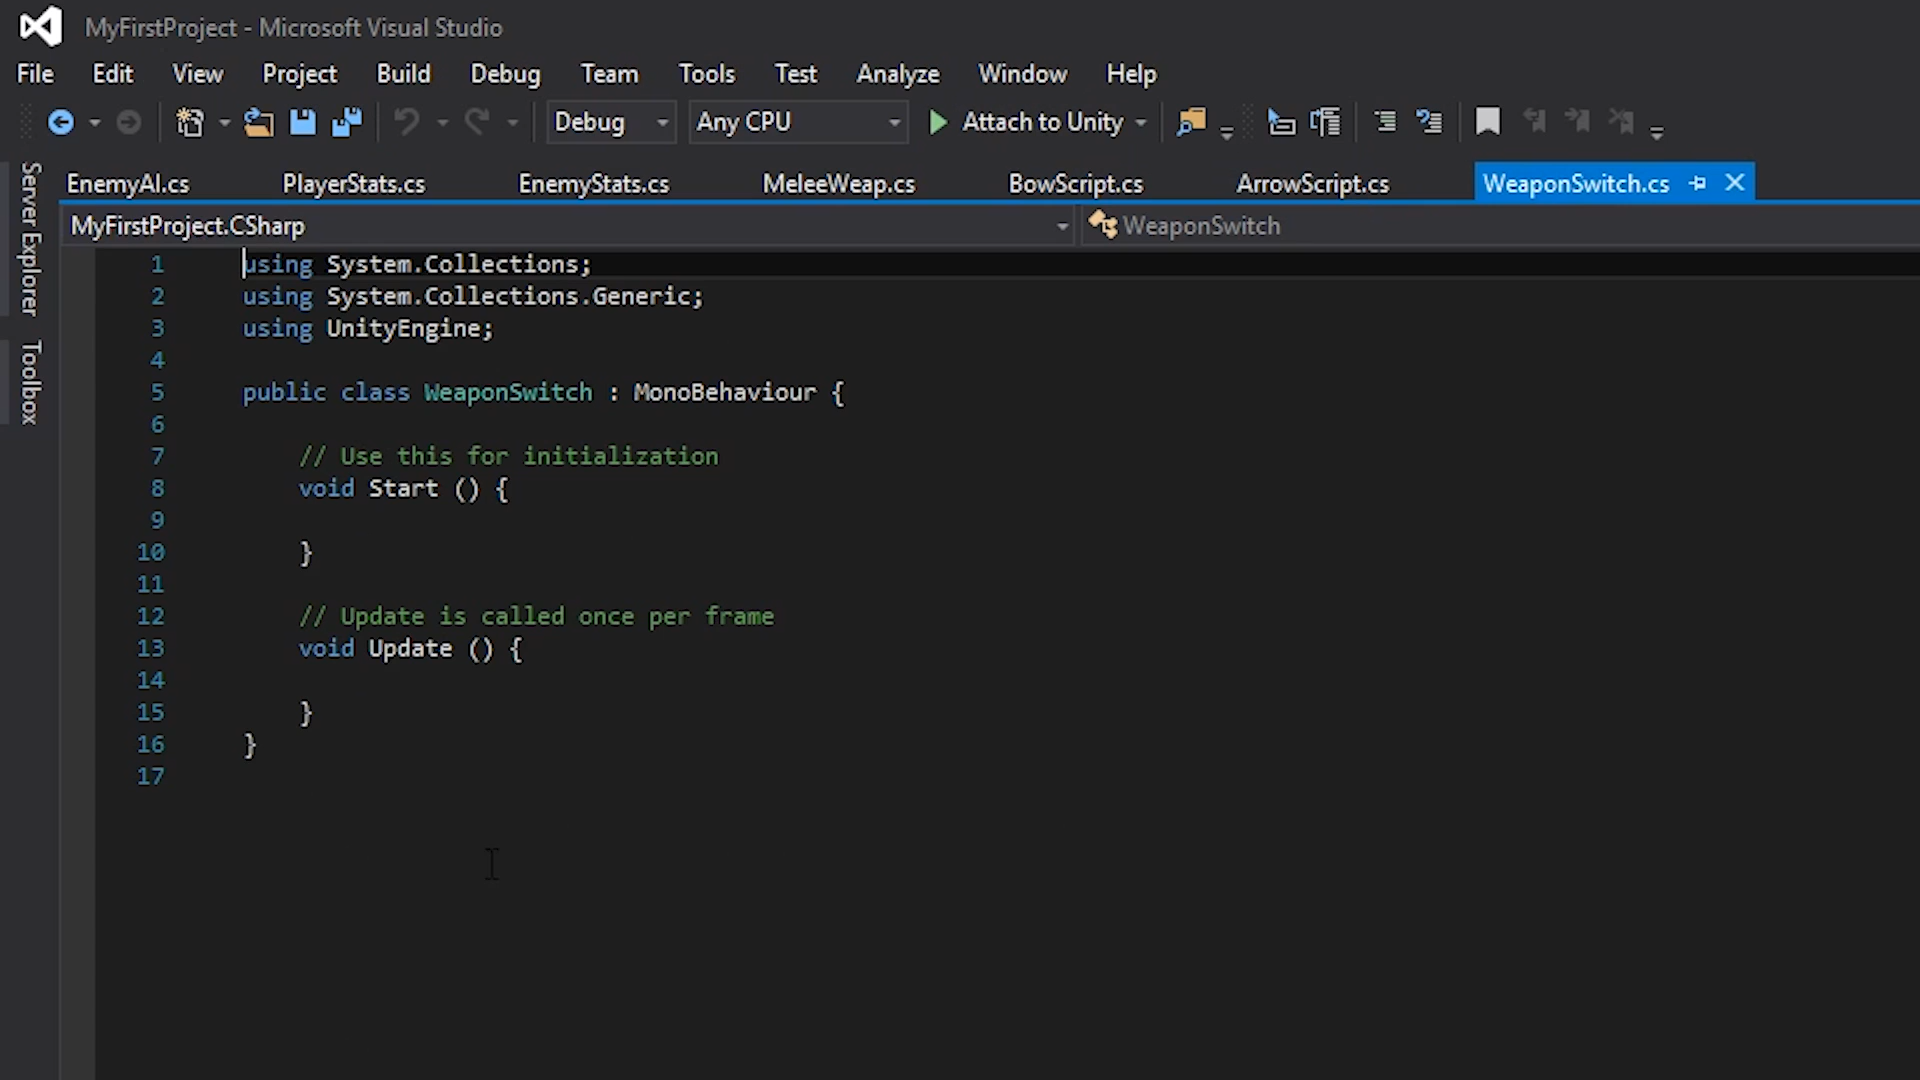 MyFirstProject - Microsoft Visual Studio
File Edit View Project Build Debug Team Tools Test Analyze Window Help
Debug Any CPU Attach to Unity
Server Explorer
Toolbox
EnemyAI.cs PlayerStats.cs EnemyStats.cs MeleeWeap.cs BowScript.cs ArrowScript.cs WeaponSwitch.cs
MyFirstProject.CSharp WeaponSwitch
1 using System.Collections;
2 using System.Collections.Generic;
3 using UnityEngine;
4
5 public class WeaponSwitch : MonoBehaviour {
6
7 // Use this for initialization
8 void Start () {
9
10 }
11
12 // Update is called once per frame
13 void Update () {
14
15 }
16 }
17